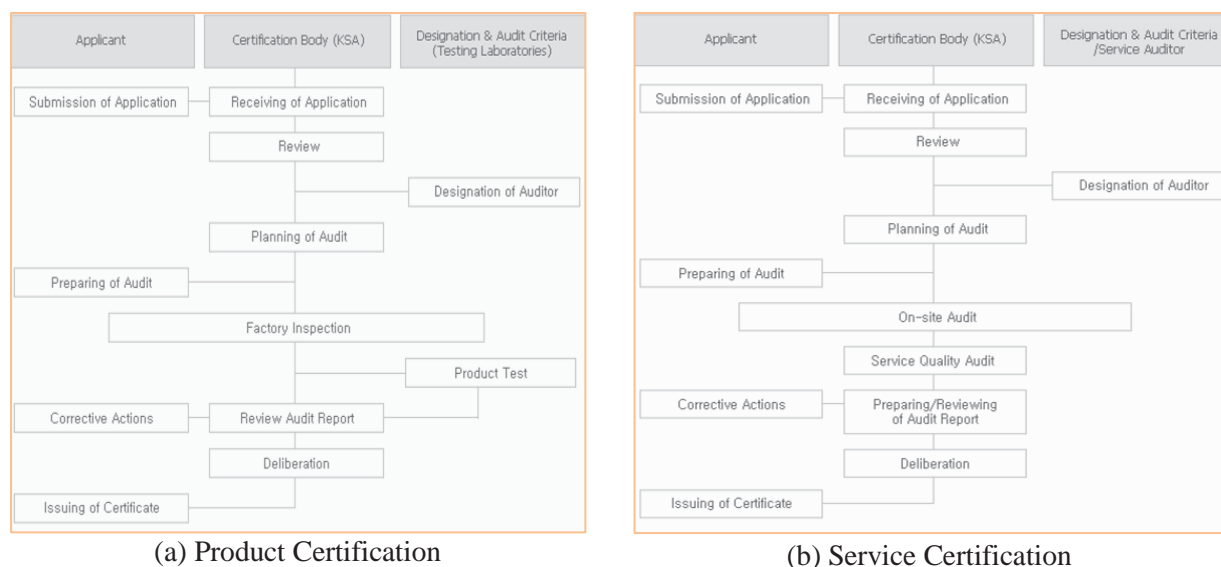 Applicant
Certification Body (KSA)
Designation & Audit Criteria
(Testing Laboratories)
Submission of Application
Receiving of Application
Review
Designation of Auditor
Planning of Audit
Preparing of Audit
Factory Inspection
Product Test
Corrective Actions
Review Audit Report
Deliberation
Issuing of Certificate
(a) Product Certification
Applicant
Certification Body (KSA)
Designation & Audit Criteria
/Service Auditor
Submission of Application
Receiving of Application
Review
Designation of Auditor
Planning of Audit
Preparing of Audit
On-site Audit
Service Quality Audit
Corrective Actions
Preparing/Reviewing
of Audit Report
Deliberation
Issuing of Certificate
(b) Service Certification